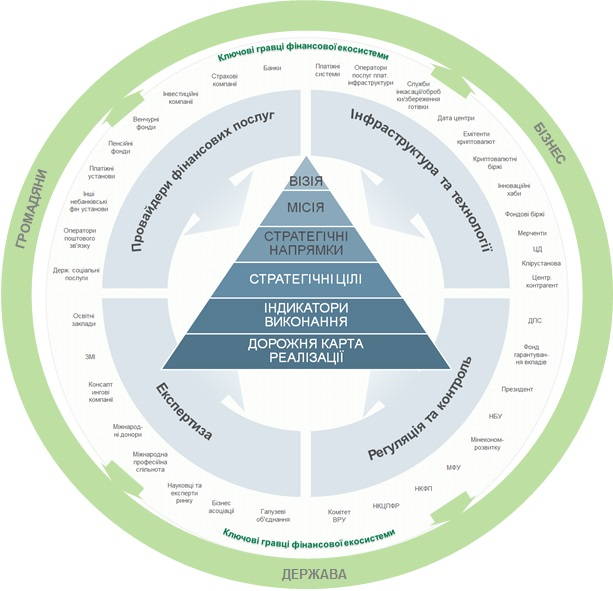 Ключові гравці фінансової екосистеми
Банки
Платіжні
системи
Оператори
послуг плат.
інфраструктури
Служби
інкасації/оброб
ки/збереження
готівки
Страхові
компанії
Інвестиційні
компанії
Венчурні
фонди
Пенсійні
фонди
Платіжні
установи
Інші
небанківські
фін установи
Оператори
поштового
зв'язку
Держ. соціальні
послуги
Дата центри
Емітенти
криптовалют
Криптовалютні
біржі
Інноваційні
хаби
Фондові біржі
Мерченти
ЦД
Клірустанова
Центр.
контрагент
Провайдери фінансових послуг
Інфраструктура та технології
ГРОМАДЯНИ
БІЗНЕС
ВІЗІЯ
МІСІЯ
СТРАТЕГІЧНІ
НАПРЯМКИ
СТРАТЕГІЧНІ ЦІЛІ
ІНДИКАТОРИ
ВИКОНАННЯ
ДОРОЖНЯ КАРТА
РЕАЛІЗАЦІЇ
Експертиза
Регуляція та контроль
Освітні
заклади
ЗМІ
Консалт
ингові
компанії
Міжнарод-
ні донори
Міжнародна
професійна
спільнота
Науковці та
експерти
ринку
Бізнес
асоціації
Галузеві
об'єднання
ДПС
Фонд
гарантуван-
ня вкладів
Президент
НБУ
Мінеконом-
розвитку
МФУ
НКФП
НКЦПФР
Комітет
ВРУ
Ключові гравці фінансової екосистеми
ДЕРЖАВА